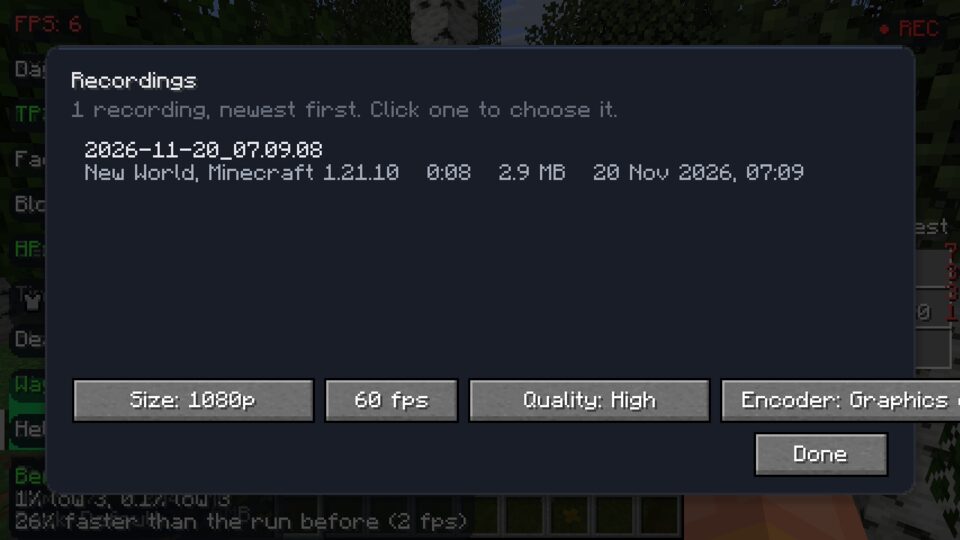 FPS: 6
REC
Recordings
1 recording, newest first. Click one to choose it.
2026-11-20_07.09.08
New World, Minecraft 1.21.10 0:08 2.9 MB 20 Nov 2026, 07:09
Size: 1080p
60 fps
Quality: High
Encoder: Graphics
Done
1% low 3, 0.1% low 3
26% faster than the run before (2 fps)